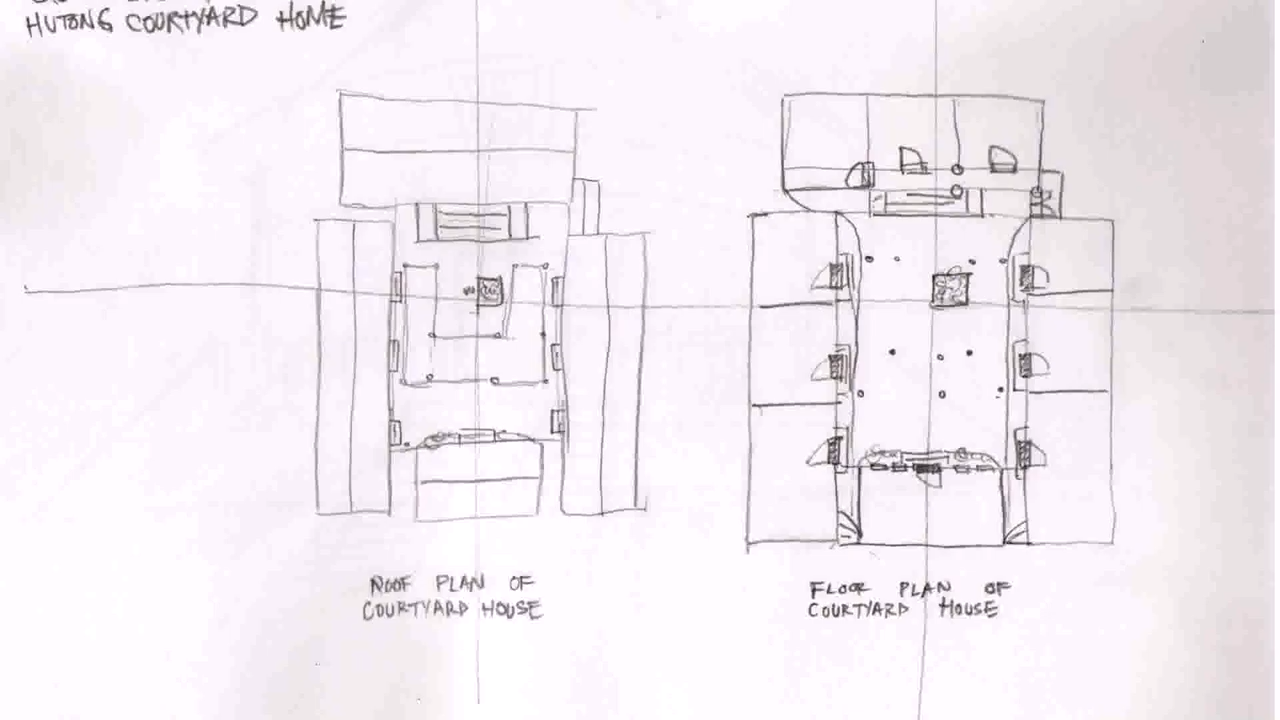 HUTONG COURTYARD HOME
ROOF PLAN OF
COURTYARD HOUSE
FLOOR PLAN OF
COURTYARD HOUSE